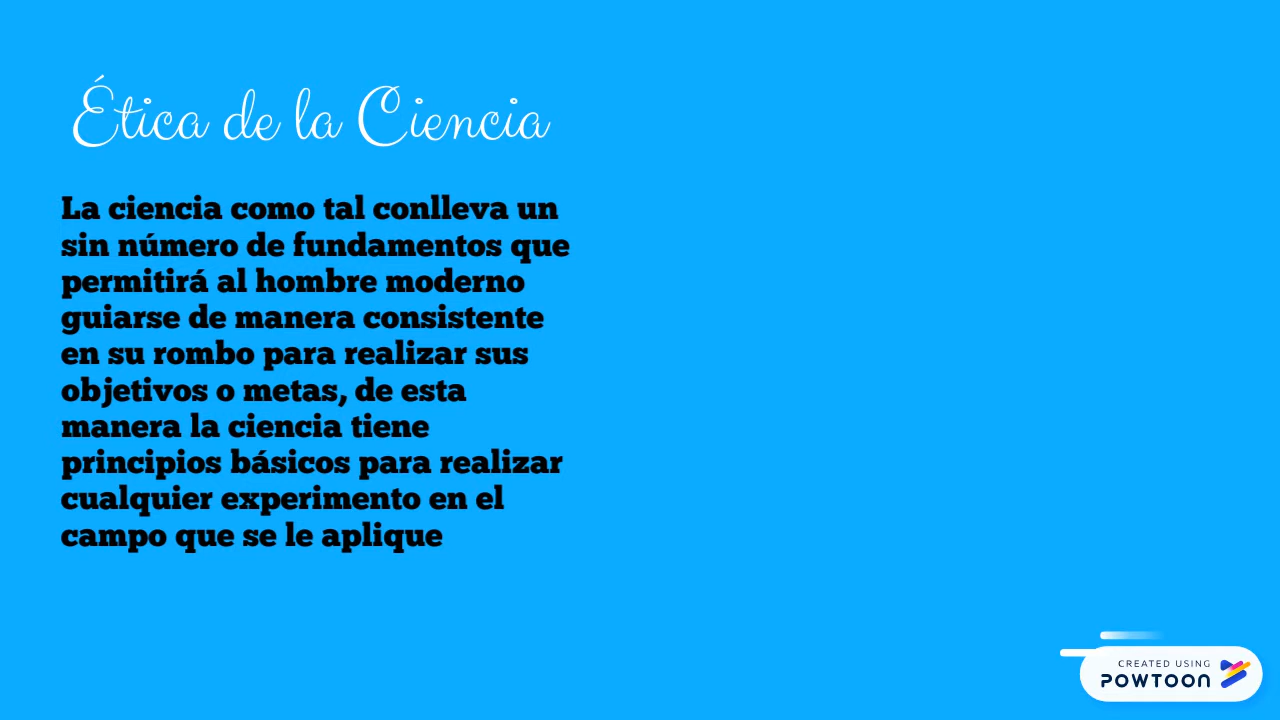 Ética de la Ciencia
La ciencia como tal conlleva un
sin número de fundamentos que
permitirá al hombre moderno
guiarse de manera consistente
en su rombo para realizar sus
objetivos o metas, de esta
manera la ciencia tiene
principios básicos para realizar
cualquier experimento en el
campo que se le aplique
CREATED USING
POWTOON